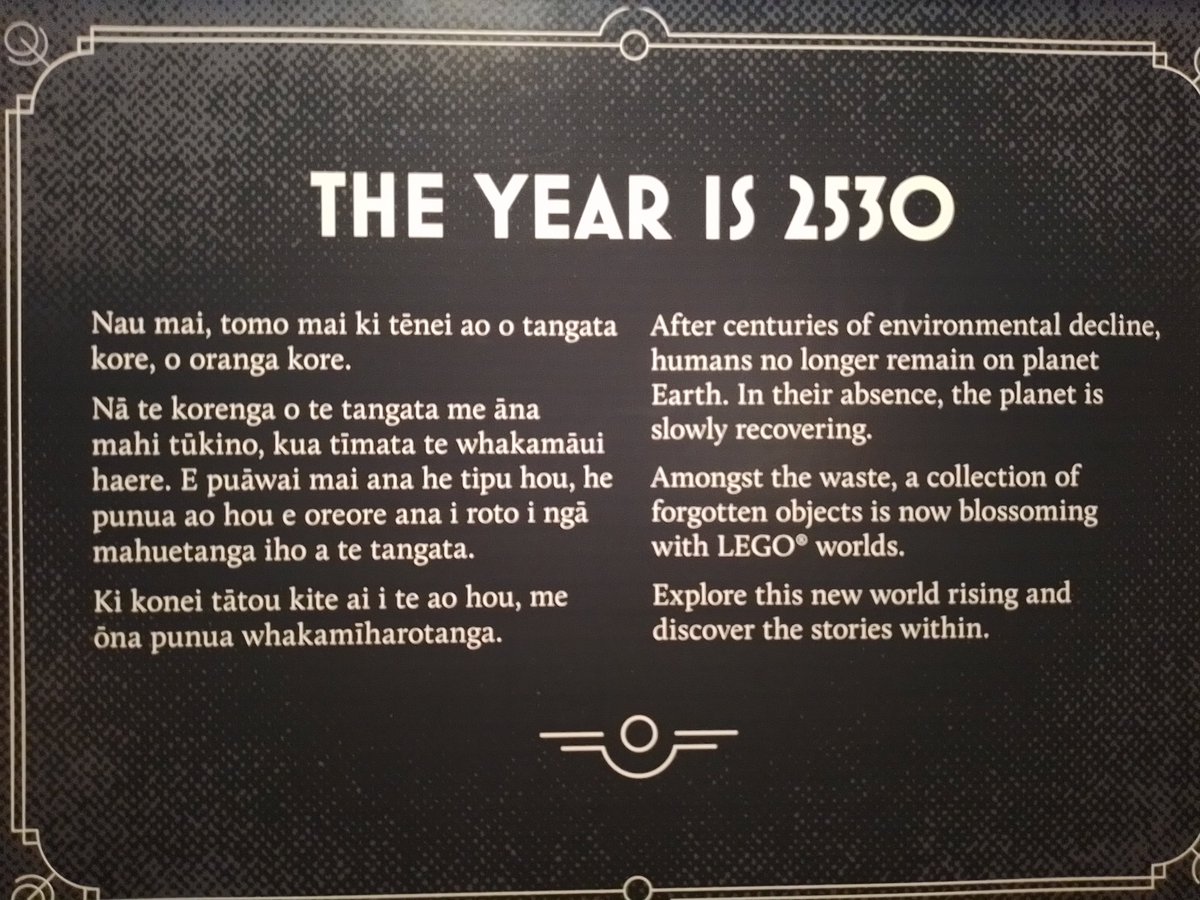 THE YEAR IS 2530
Nau mai, tomo mai ki tēnei ao o tangata
kore, o oranga kore.
Nā te korenga o te tangata me āna
mahi tūkino, kua tīmata te whakamāui
haere. E puāwai mai ana he tipu hou, he
punua ao hou e oreore ana i roto i ngā
mahuetanga iho a te tangata.
Ki konei tātou kite ai i te ao hou, me
ōna punua whakamīharotanga.
After centuries of environmental decline,
humans no longer remain on planet
Earth. In their absence, the planet is
slowly recovering.
Amongst the waste, a collection of
forgotten objects is now blossoming
with LEGO® worlds.
Explore this new world rising and
discover the stories within.